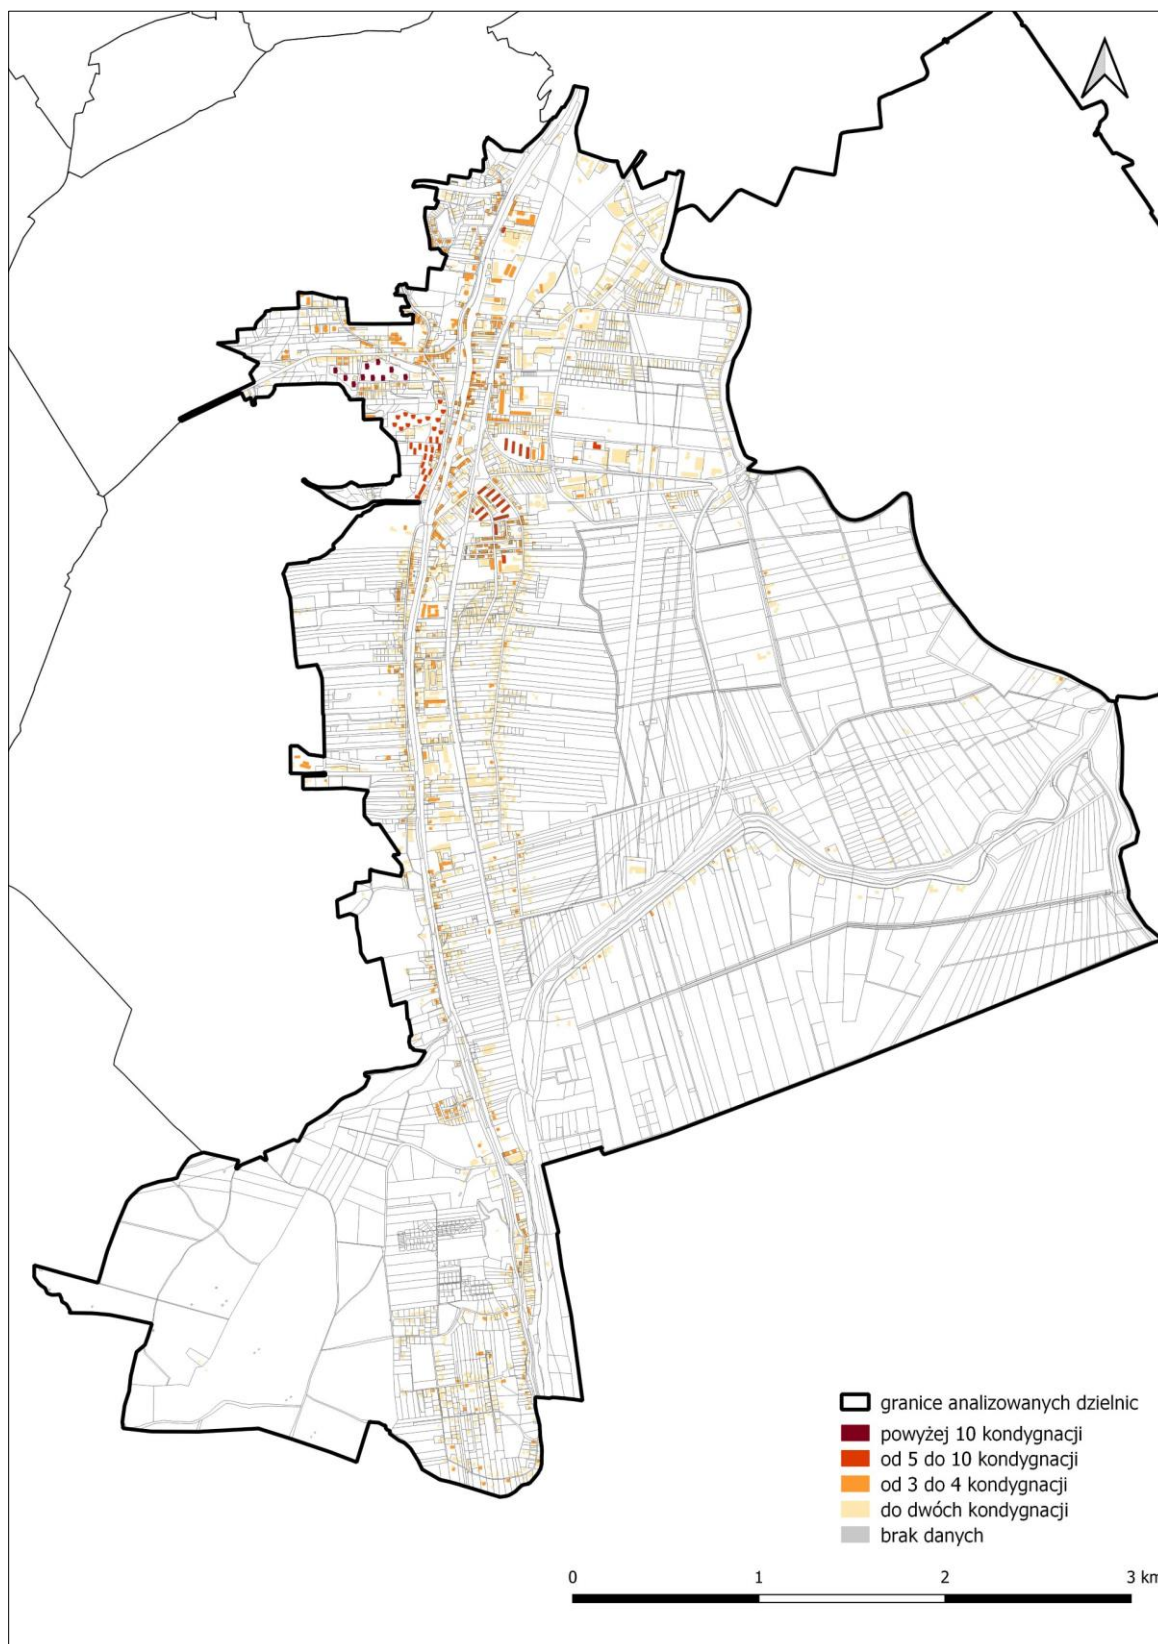 granice analizowanych dzielnic
powyżej 10 kondygnacji
od 5 do 10 kondygnacji
od 3 do 4 kondygnacji
do dwóch kondygnacji
brak danych
0 1 2 3 km